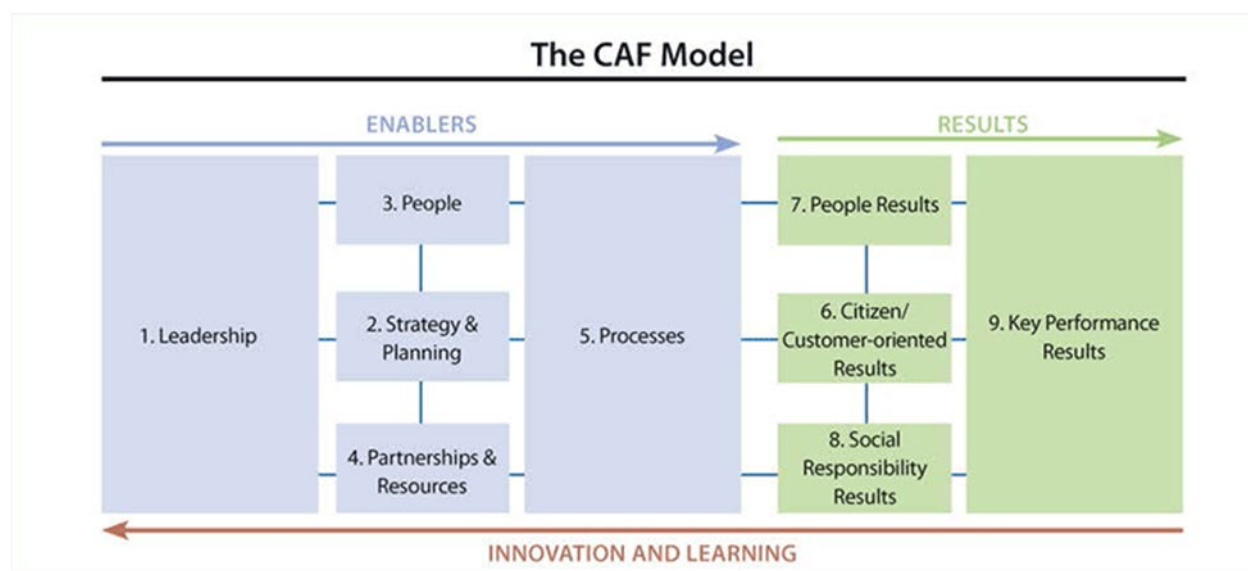 The CAF Model
ENABLERS
RESULTS
1. Leadership
3. People
2. Strategy &
Planning
4. Partnerships &
Resources
5. Processes
7. People Results
6. Citizen/
Customer-oriented
Results
8. Social
Responsibility
Results
9. Key Performance
Results
INNOVATION AND LEARNING